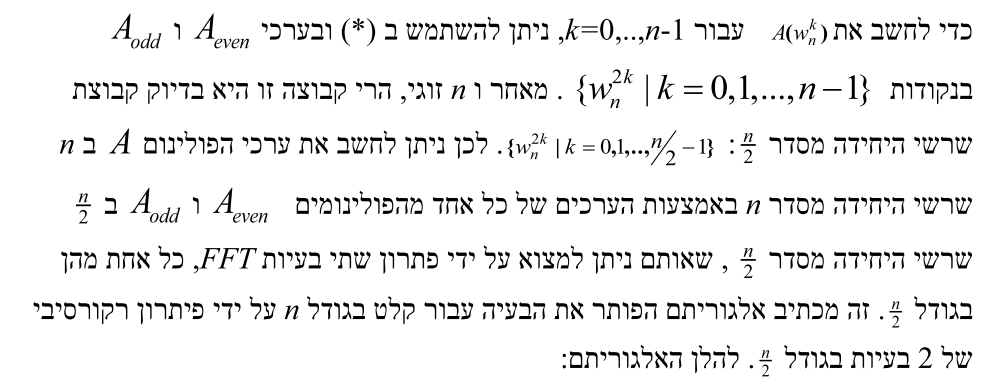 כדי לחשב את A(w_n^k) עבור k=0,..,n-1, ניתן להשתמש ב (*) ובערכי A_even ו A_odd
בנקודות {w_n^{2k} | k = 0,1,...,n−1} . מאחר ו n זוגי, הרי קבוצה זו היא בדיוק קבוצת
שרשי היחידה מסדר n/2 : {w_n^{2k} | k = 0,1,..,n/2 −1}. לכן ניתן לחשב את ערכי הפולינום A ב n
שרשי היחידה מסדר n באמצעות הערכים של כל אחד מהפולינומים A_even ו A_odd ב n/2
שרשי היחידה מסדר n/2 , שאותם ניתן למצוא על ידי פתרון שתי בעיות FFT, כל אחת מהן
בגודל n/2 . זה מכתיב אלגוריתם הפותר את הבעיה עבור קלט בגודל n על ידי פיתרון רקורסיבי
של 2 בעיות בגודל n/2 . להלן האלגוריתם: